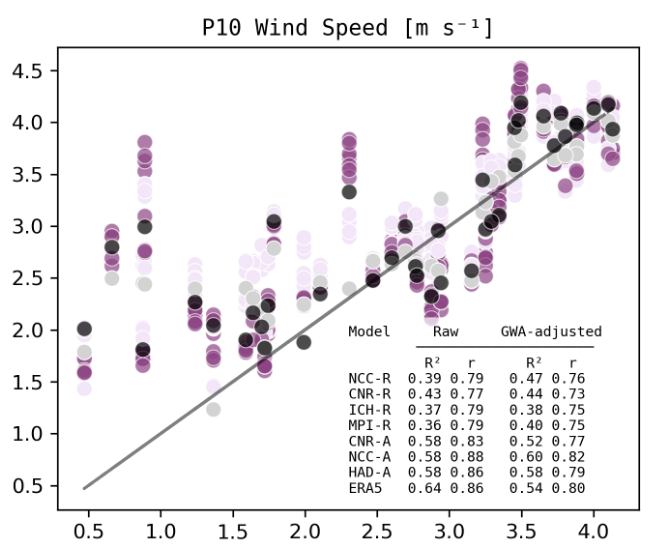 P10 Wind Speed [m s⁻¹]
4.5
4.0
3.5
3.0
2.5
2.0
1.5
1.0
0.5
Model Raw GWA-adjusted
R² r R² r
NCC-R 0.39 0.79 0.47 0.76
CNR-R 0.43 0.77 0.44 0.73
ICH-R 0.37 0.79 0.38 0.75
MPI-R 0.36 0.79 0.40 0.75
CNR-A 0.58 0.83 0.52 0.77
NCC-A 0.58 0.88 0.60 0.82
HAD-A 0.58 0.86 0.58 0.79
ERA5 0.64 0.86 0.54 0.80
0.5 1.0 1.5 2.0 2.5 3.0 3.5 4.0